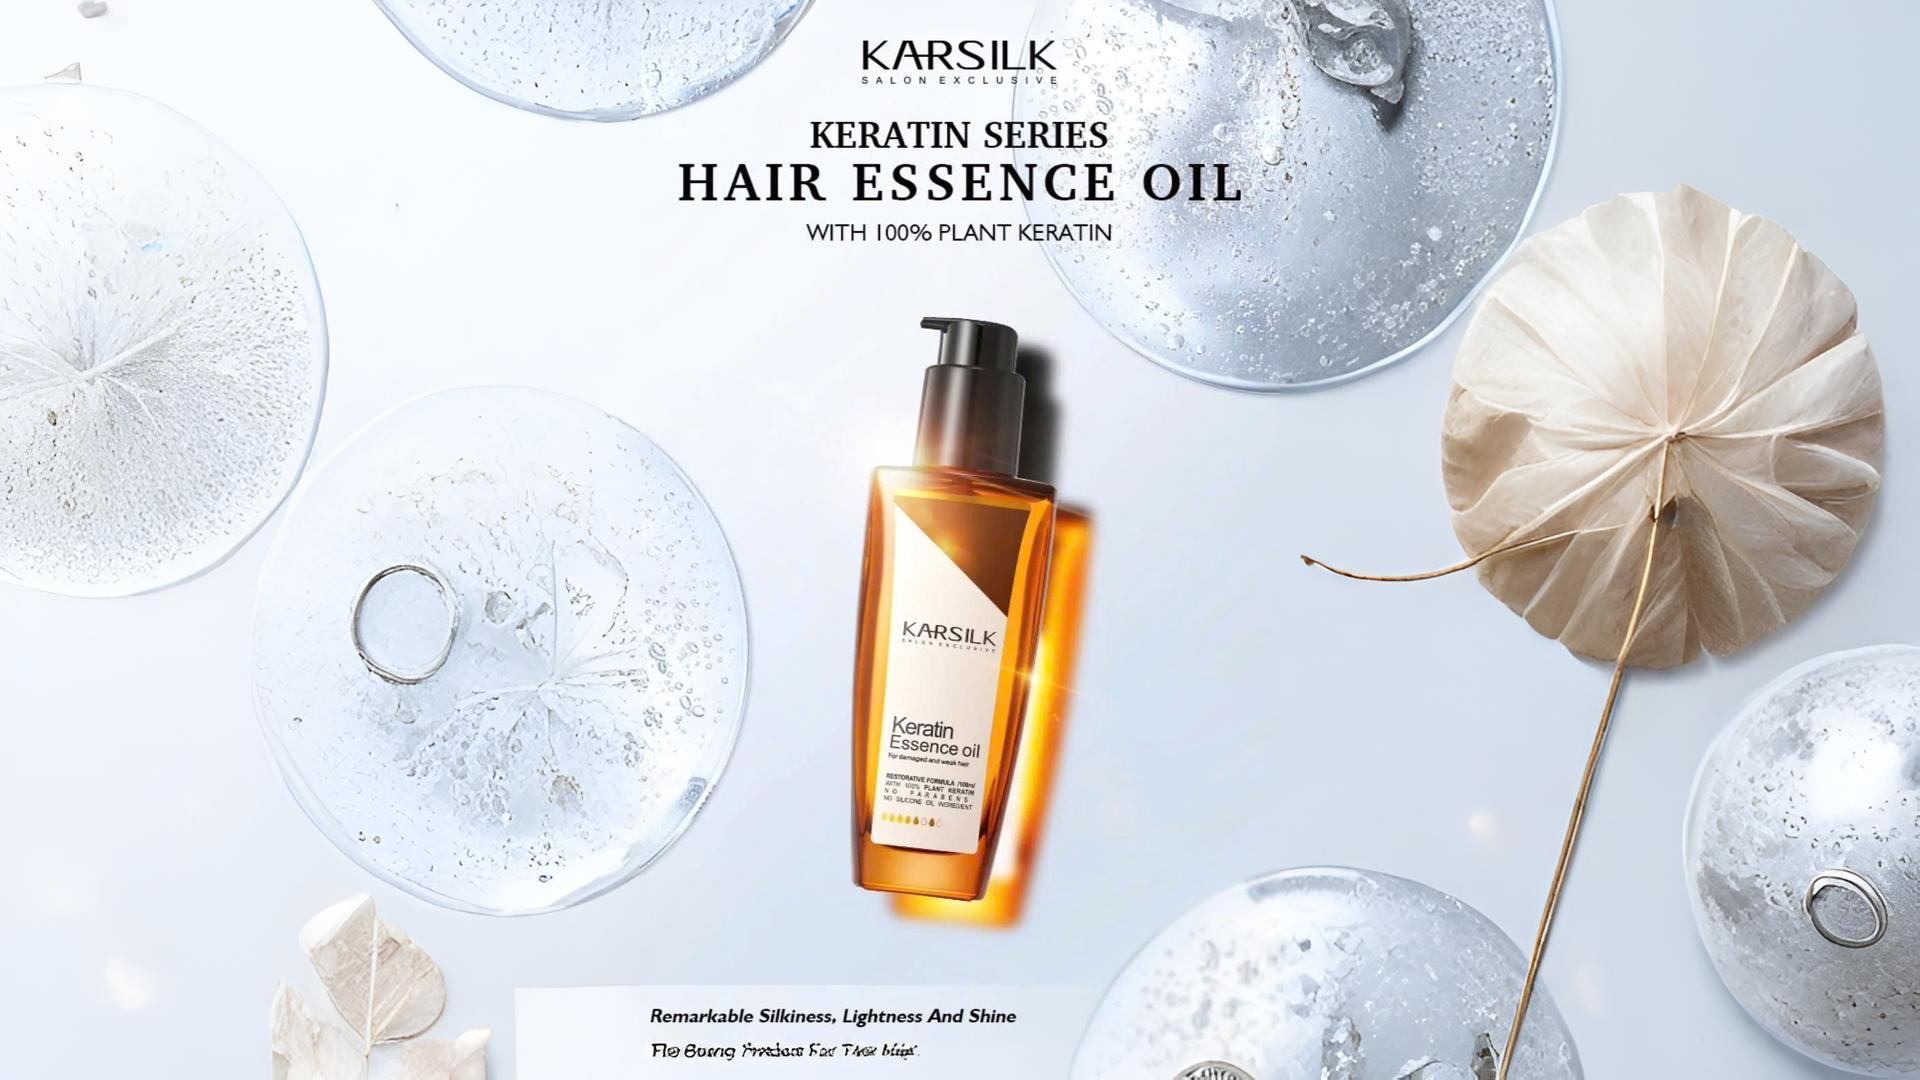 KARSILK
SALON EXCLUSIVE
KERATIN SERIES
HAIR ESSENCE OIL
WITH 100% PLANT KERATIN
KARSILK
SALON EXCLUSIVE
Keratin
Essence oil
For damaged and weak hair
RESTORATIVE FORMULA /100ml
WITH 100% PLANT KERATIN
NO PARABENS
NO SILICONE OIL INGREDIENT
Remarkable Silkiness, Lightness And Shine